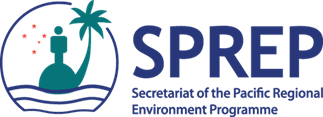 SPREP
Secretariat of the Pacific Regional
Environment Programme